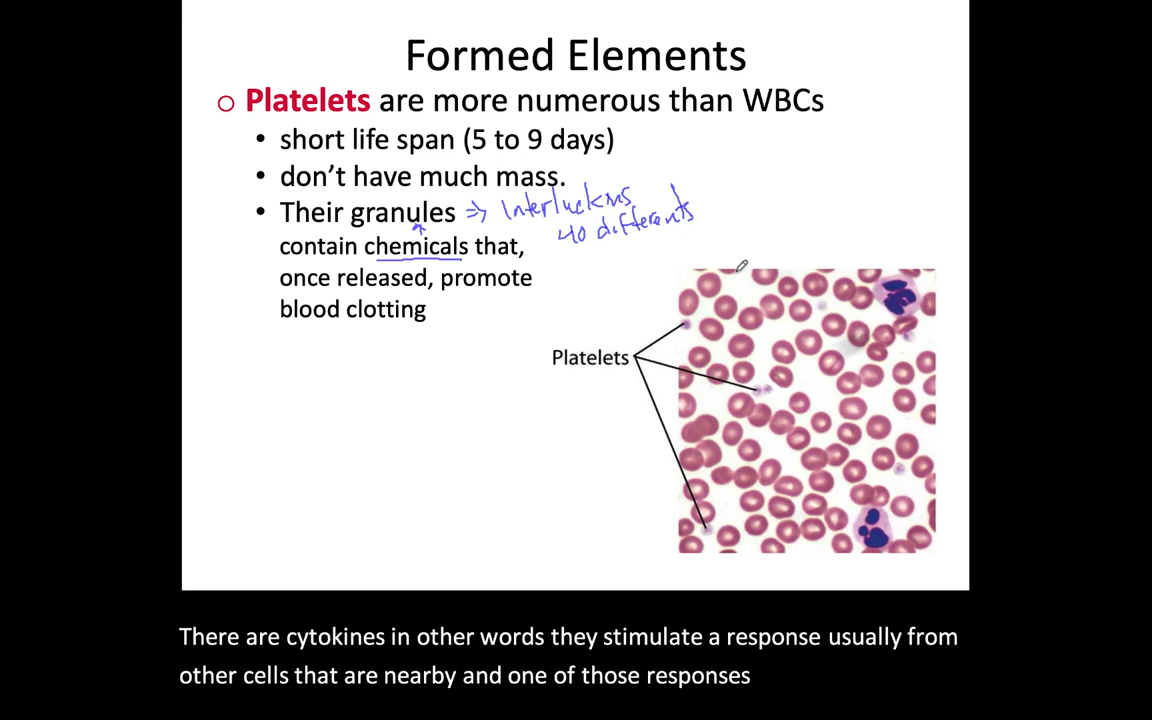 Formed Elements
Platelets are more numerous than WBCs
• short life span (5 to 9 days)
• don't have much mass.
• Their granules ⇒ Interluckins
40 differents
contain chemicals that,
once released, promote
blood clotting
Platelets
There are cytokines in other words they stimulate a response usually from
other cells that are nearby and one of those responses